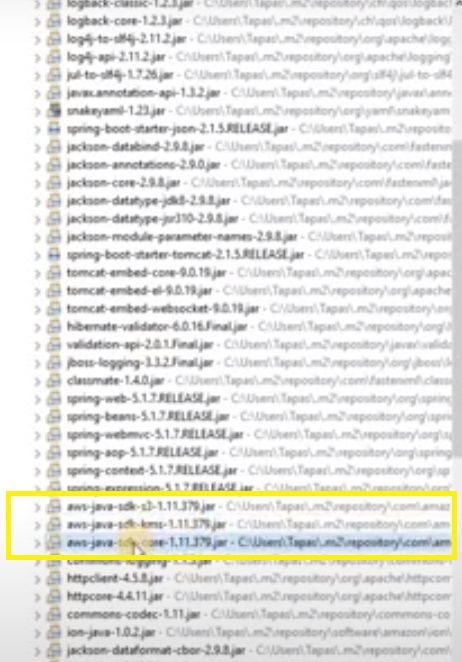 logback-classic-1.2.3.jar - C:\Users\Tapas\.m2\repository\ch\qos\logbac
logback-core-1.2.3.jar - C:\Users\Tapas\.m2\repository\ch\qos\logback\
log4j-to-slf4j-2.11.2.jar - C:\Users\Tapas\.m2\repository\org\apache\logg
log4j-api-2.11.2.jar - C:\Users\Tapas\.m2\repository\org\apache\logging
jul-to-slf4j-1.7.26.jar - C:\Users\Tapas\.m2\repository\org\slf4j\jul-to-slf4
javax.annotation-api-1.3.2.jar - C:\Users\Tapas\.m2\repository\javax\ann
snakeyaml-1.23.jar - C:\Users\Tapas\.m2\repository\org\yaml\snakeyam
spring-boot-starter-json-2.1.5.RELEASE.jar - C:\Users\Tapas\.m2\reposito
jackson-databind-2.9.8.jar - C:\Users\Tapas\.m2\repository\com\fasterxm
jackson-annotations-2.9.0.jar - C:\Users\Tapas\.m2\repository\com\faste
jackson-core-2.9.8.jar - C:\Users\Tapas\.m2\repository\com\fasterxml\ja
jackson-datatype-jdk8-2.9.8.jar - C:\Users\Tapas\.m2\repository\com\fa
jackson-datatype-jsr310-2.9.8.jar - C:\Users\Tapas\.m2\repository\com\f
jackson-module-parameter-names-2.9.8.jar - C:\Users\Tapas\.m2\reposi
spring-boot-starter-tomcat-2.1.5.RELEASE.jar - C:\Users\Tapas\.m2\repo
tomcat-embed-core-9.0.19.jar - C:\Users\Tapas\.m2\repository\org\apac
tomcat-embed-el-9.0.19.jar - C:\Users\Tapas\.m2\repository\org\apache
tomcat-embed-websocket-9.0.19.jar - C:\Users\Tapas\.m2\repository\org
hibernate-validator-6.0.16.Final.jar - C:\Users\Tapas\.m2\repository\org\
validation-api-2.0.1.Final.jar - C:\Users\Tapas\.m2\repository\javax\valid
jboss-logging-3.3.2.Final.jar - C:\Users\Tapas\.m2\repository\org\jboss\l
classmate-1.4.0.jar - C:\Users\Tapas\.m2\repository\com\fasterxml\class
spring-web-5.1.7.RELEASE.jar - C:\Users\Tapas\.m2\repository\org\sprin
spring-beans-5.1.7.RELEASE.jar - C:\Users\Tapas\.m2\repository\org\spri
spring-webmvc-5.1.7.RELEASE.jar - C:\Users\Tapas\.m2\repository\org\s
spring-aop-5.1.7.RELEASE.jar - C:\Users\Tapas\.m2\repository\org\sprin
spring-context-5.1.7.RELEASE.jar - C:\Users\Tapas\.m2\repository\org\sp
spring-expression-5.1.7.RELEASE.jar - C:\Users\Tapas\.m2\repository\org
aws-java-sdk-s3-1.11.379.jar - C:\Users\Tapas\.m2\repository\com\amaz
aws-java-sdk-kms-1.11.379.jar - C:\Users\Tapas\.m2\repository\com\am
aws-java-sdk-core-1.11.379.jar - C:\Users\Tapas\.m2\repository\com\am
httpclient-4.5.8.jar - C:\Users\Tapas\.m2\repository\org\apache\httpcom
httpcore-4.4.11.jar - C:\Users\Tapas\.m2\repository\org\apache\httpcom
commons-codec-1.11.jar - C:\Users\Tapas\.m2\repository\commons-co
ion-java-1.0.2.jar - C:\Users\Tapas\.m2\repository\software\amazon\ion\
jackson-dataformat-cbor-2.9.8.jar - C:\Users\Tapas\.m2\repository\com\